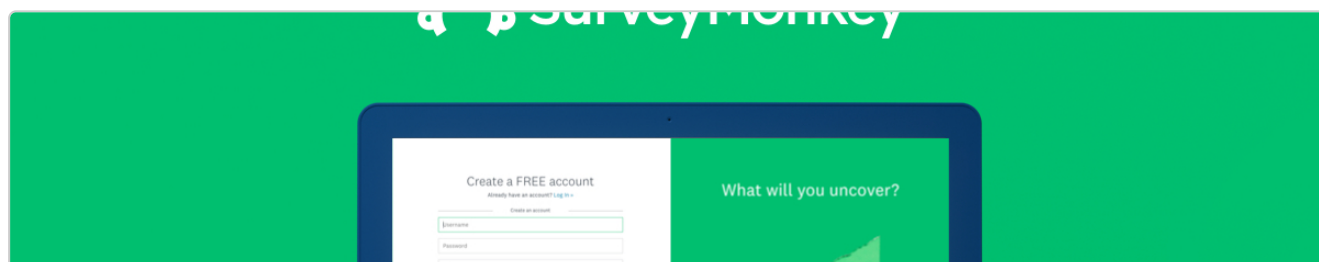 SurveyMonkey
Create a FREE account
Already have an account? Log in »
Create an account
Username
Password
What will you uncover?